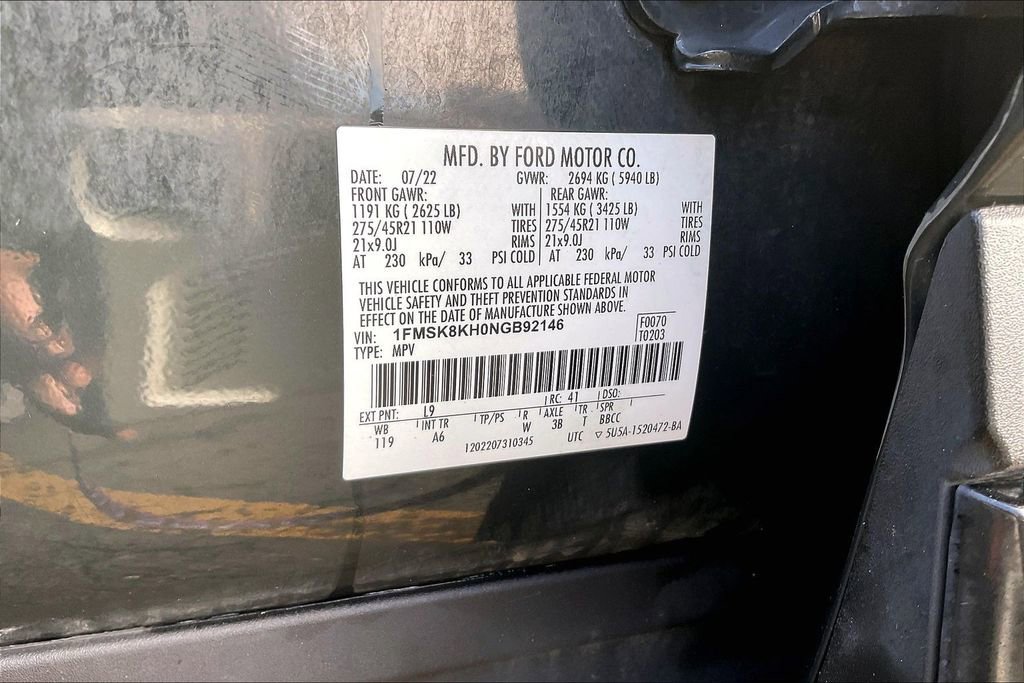 MFD. BY FORD MOTOR CO.
DATE: 07/22 GVWR: 2694 KG ( 5940 LB)
FRONT GAWR: REAR GAWR:
1191 KG ( 2625 LB) WITH 1554 KG ( 3425 LB) WITH
275/45R21 110W TIRES 275/45R21 110W TIRES
21x9.0J RIMS 21x9.0J RIMS
AT 230 kPa/ 33 PSI COLD AT 230 kPa/ 33 PSI COLD
THIS VEHICLE CONFORMS TO ALL APPLICABLE FEDERAL MOTOR
VEHICLE SAFETY AND THEFT PREVENTION STANDARDS IN
EFFECT ON THE DATE OF MANUFACTURE SHOWN ABOVE.
VIN: 1FMSK8KH0NGB92146 F0070
TYPE: MPV T0203
EXT PNT: L9 RC: 41 DSO:
WB INT TR TP/PS R AXLE TR SPR
119 A6 W 3B T BBCC
1202207310345 UTC ▽ 5U5A-1520472-BA